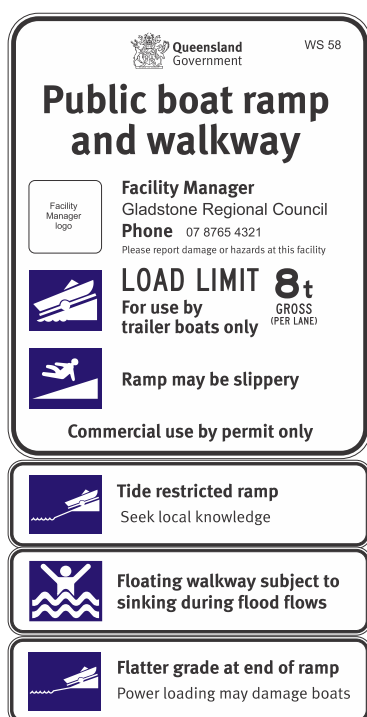 Queensland
Government
WS 58
Public boat ramp
and walkway
Facility
Manager
logo
Facility Manager
Gladstone Regional Council
Phone 07 8765 4321
Please report damage or hazards at this facility
LOAD LIMIT 8t
GROSS
(PER LANE)
For use by
trailer boats only
Ramp may be slippery
Commercial use by permit only
Tide restricted ramp
Seek local knowledge
Floating walkway subject to
sinking during flood flows
Flatter grade at end of ramp
Power loading may damage boats